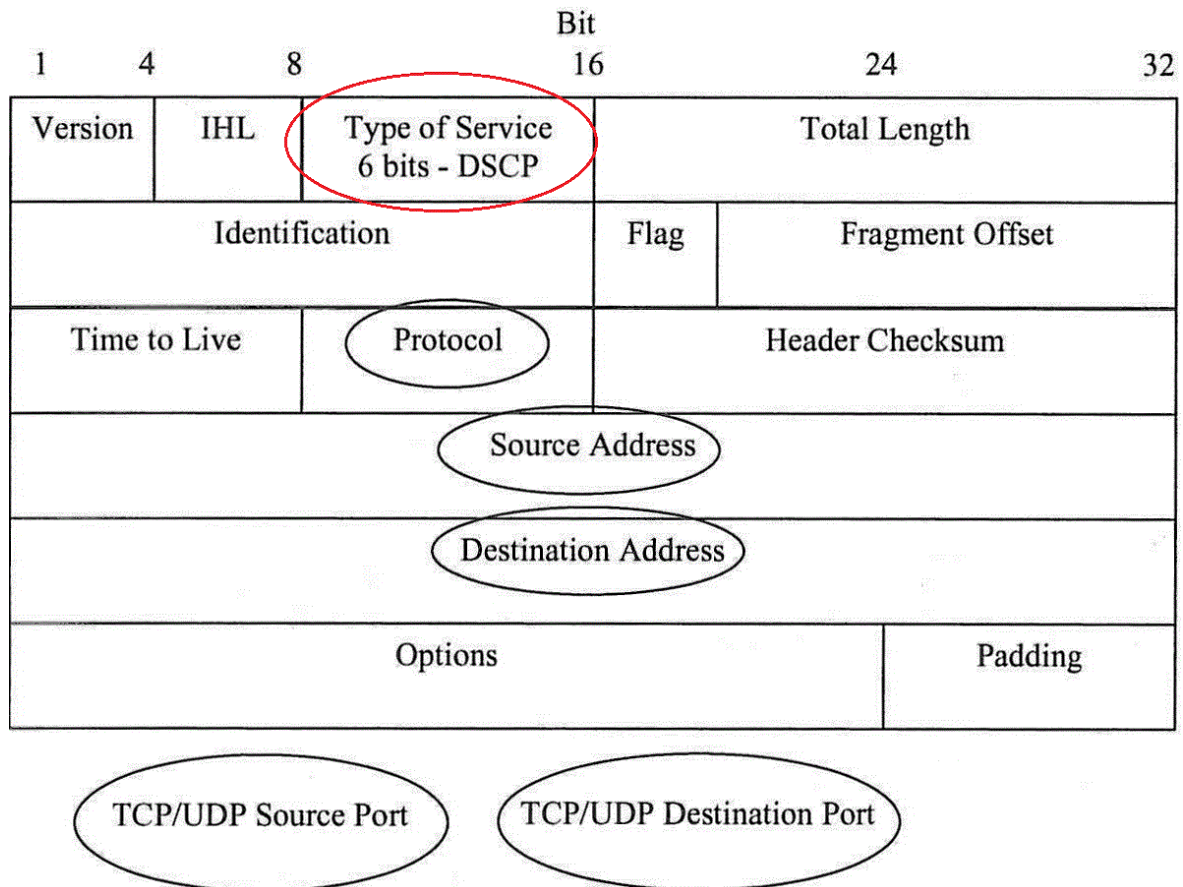 Bit
1 4 8 16 24 32
Version IHL Type of Service Total Length
6 bits - DSCP
Identification Flag Fragment Offset
Time to Live Protocol Header Checksum
Source Address
Destination Address
Options Padding
TCP/UDP Source Port TCP/UDP Destination Port